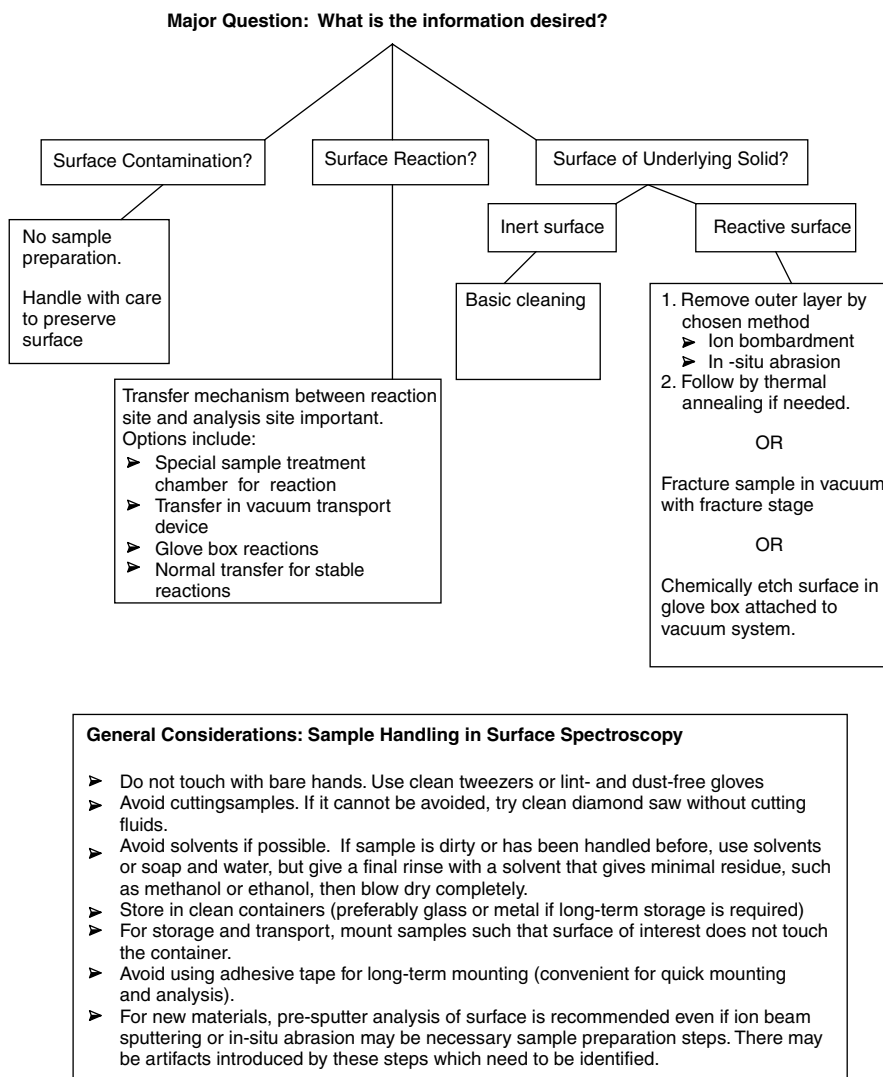 Major Question: What is the information desired?
Surface Contamination?
Surface Reaction?
Surface of Underlying Solid?
No sample
preparation.
Handle with care
to preserve
surface
Inert surface
Reactive surface
Basic cleaning
1. Remove outer layer by
chosen method
➢ Ion bombardment
➢ In -situ abrasion
2. Follow by thermal
annealing if needed.
OR
Fracture sample in vacuum
with fracture stage
OR
Chemically etch surface in
glove box attached to
vacuum system.
Transfer mechanism between reaction
site and analysis site important.
Options include:
➢ Special sample treatment
chamber for reaction
➢ Transfer in vacuum transport
device
➢ Glove box reactions
➢ Normal transfer for stable
reactions
General Considerations: Sample Handling in Surface Spectroscopy
➢ Do not touch with bare hands. Use clean tweezers or lint- and dust-free gloves
➢ Avoid cuttingsamples. If it cannot be avoided, try clean diamond saw without cutting
fluids.
➢ Avoid solvents if possible. If sample is dirty or has been handled before, use solvents
or soap and water, but give a final rinse with a solvent that gives minimal residue, such
as methanol or ethanol, then blow dry completely.
➢ Store in clean containers (preferably glass or metal if long-term storage is required)
➢ For storage and transport, mount samples such that surface of interest does not touch
the container.
➢ Avoid using adhesive tape for long-term mounting (convenient for quick mounting
and analysis).
➢ For new materials, pre-sputter analysis of surface is recommended even if ion beam
sputtering or in-situ abrasion may be necessary sample preparation steps. There may
be artifacts introduced by these steps which need to be identified.